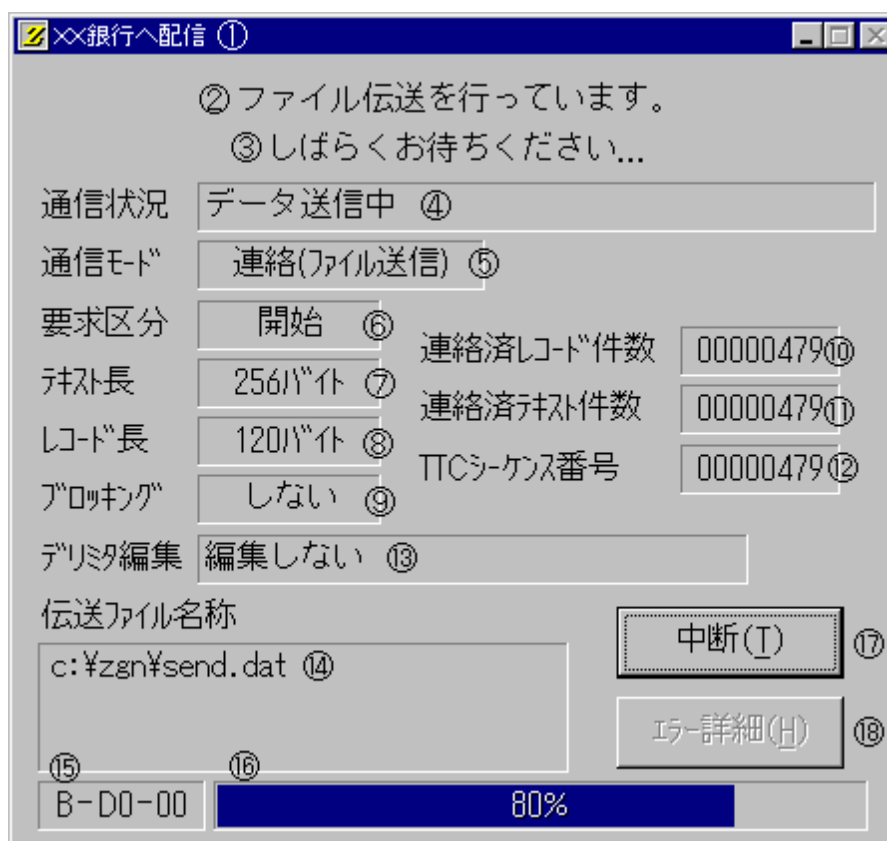 ××銀行へ配信 ①
②ファイル伝送を行っています。
③しばらくお待ちください...
通信状況 データ送信中 ④
通信ﾓｰﾄﾞ 連絡(ﾌｧｲﾙ送信) ⑤
要求区分 開始 ⑥
連絡済ﾚｺｰﾄﾞ件数 00000479⑩
ﾃｷｽﾄ長 256ﾊﾞｲﾄ ⑦
連絡済ﾃｷｽﾄ件数 00000479⑪
ﾚｺｰﾄﾞ長 120ﾊﾞｲﾄ ⑧
TTCｼｰｹﾝｽ番号 00000479⑫
ﾌﾞﾛｯｷﾝｸﾞ しない ⑨
ﾃﾞﾘﾐﾀ編集 編集しない ⑬
伝送ﾌｧｲﾙ名称
中断(T) ⑰
c:¥zgn¥send.dat ⑭
ｴﾗｰ詳細(H) ⑱
⑮ ⑯
B-D0-00 80%